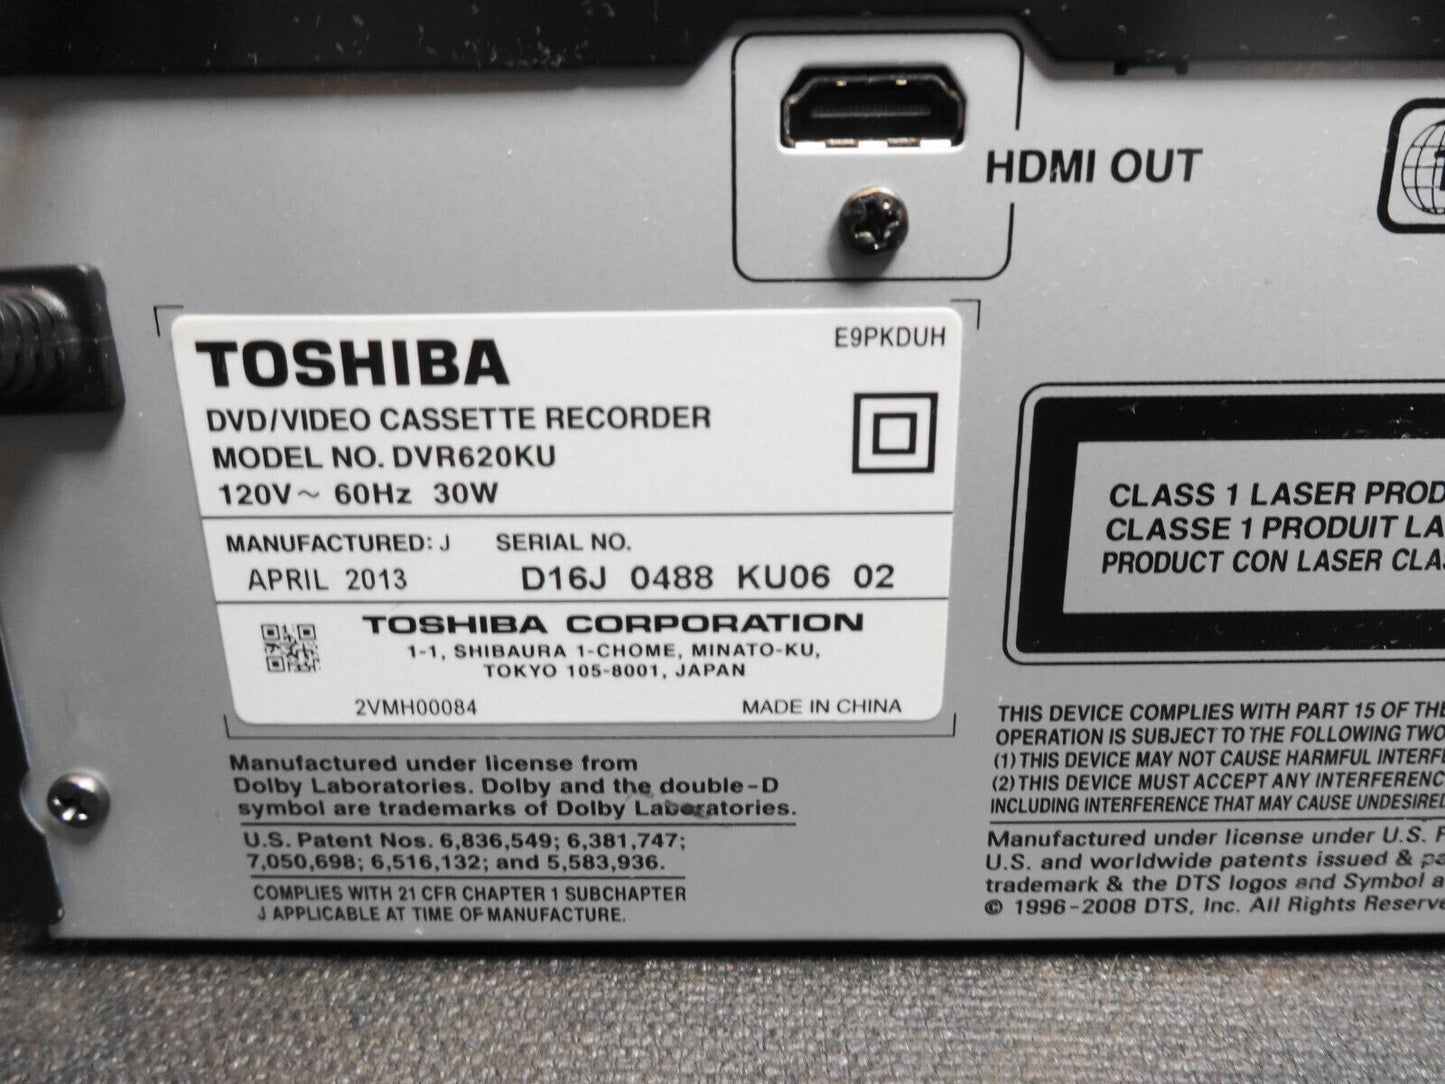 HDMI OUT
TOSHIBA
E9PKDUH
DVD/VIDEO CASSETTE RECORDER
MODEL NO. DVR620KU
120V～ 60Hz 30W
MANUFACTURED: J SERIAL NO.
APRIL 2013 D16J 0488 KU06 02
TOSHIBA CORPORATION
1-1, SHIBAURA 1-CHOME, MINATO-KU,
TOKYO 105-8001, JAPAN
2VMH00084 MADE IN CHINA
Manufactured under license from
Dolby Laboratories. Dolby and the double-D
symbol are trademarks of Dolby Laboratories.
U.S. Patent Nos. 6,836,549; 6,381,747;
7,050,698; 6,516,132; and 5,583,936.
COMPLIES WITH 21 CFR CHAPTER 1 SUBCHAPTER
J APPLICABLE AT TIME OF MANUFACTURE.
CLASS 1 LASER PROD
CLASSE 1 PRODUIT LA
PRODUCT CON LASER CLAS
THIS DEVICE COMPLIES WITH PART 15 OF THE
OPERATION IS SUBJECT TO THE FOLLOWING TWO
(1) THIS DEVICE MAY NOT CAUSE HARMFUL INTERF
(2) THIS DEVICE MUST ACCEPT ANY INTERFERENC
INCLUDING INTERFERENCE THAT MAY CAUSE UNDESIRED
Manufactured under license under U.S. P
U.S. and worldwide patents issued & pa
trademark & the DTS logos and Symbol a
© 1996-2008 DTS, Inc. All Rights Reserve